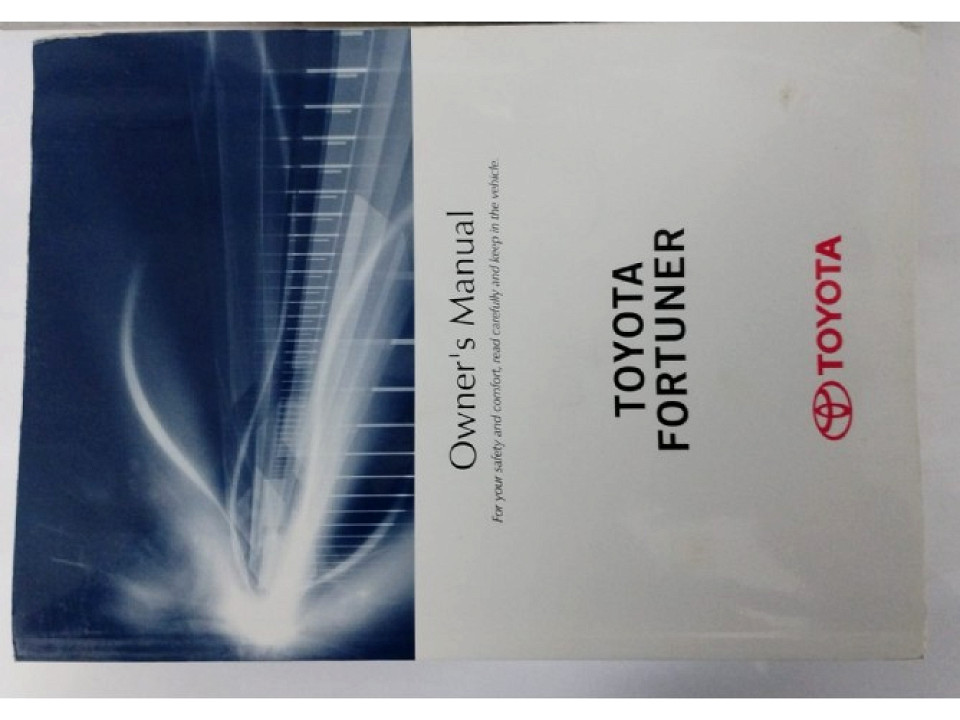 Owner's Manual
For your safety and comfort, read carefully and keep in the vehicle.
TOYOTA
FORTUNER
TOYOTA